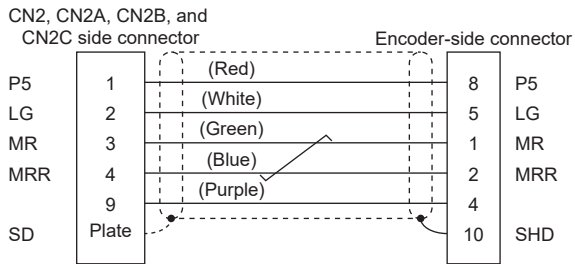 CN2, CN2A, CN2B, and
CN2C side connector
Encoder-side connector
P5 1 (Red) 8 P5
LG 2 (White) 5 LG
MR 3 (Green) 1 MR
MRR 4 (Blue) 2 MRR
9 (Purple) 4
SD Plate 10 SHD